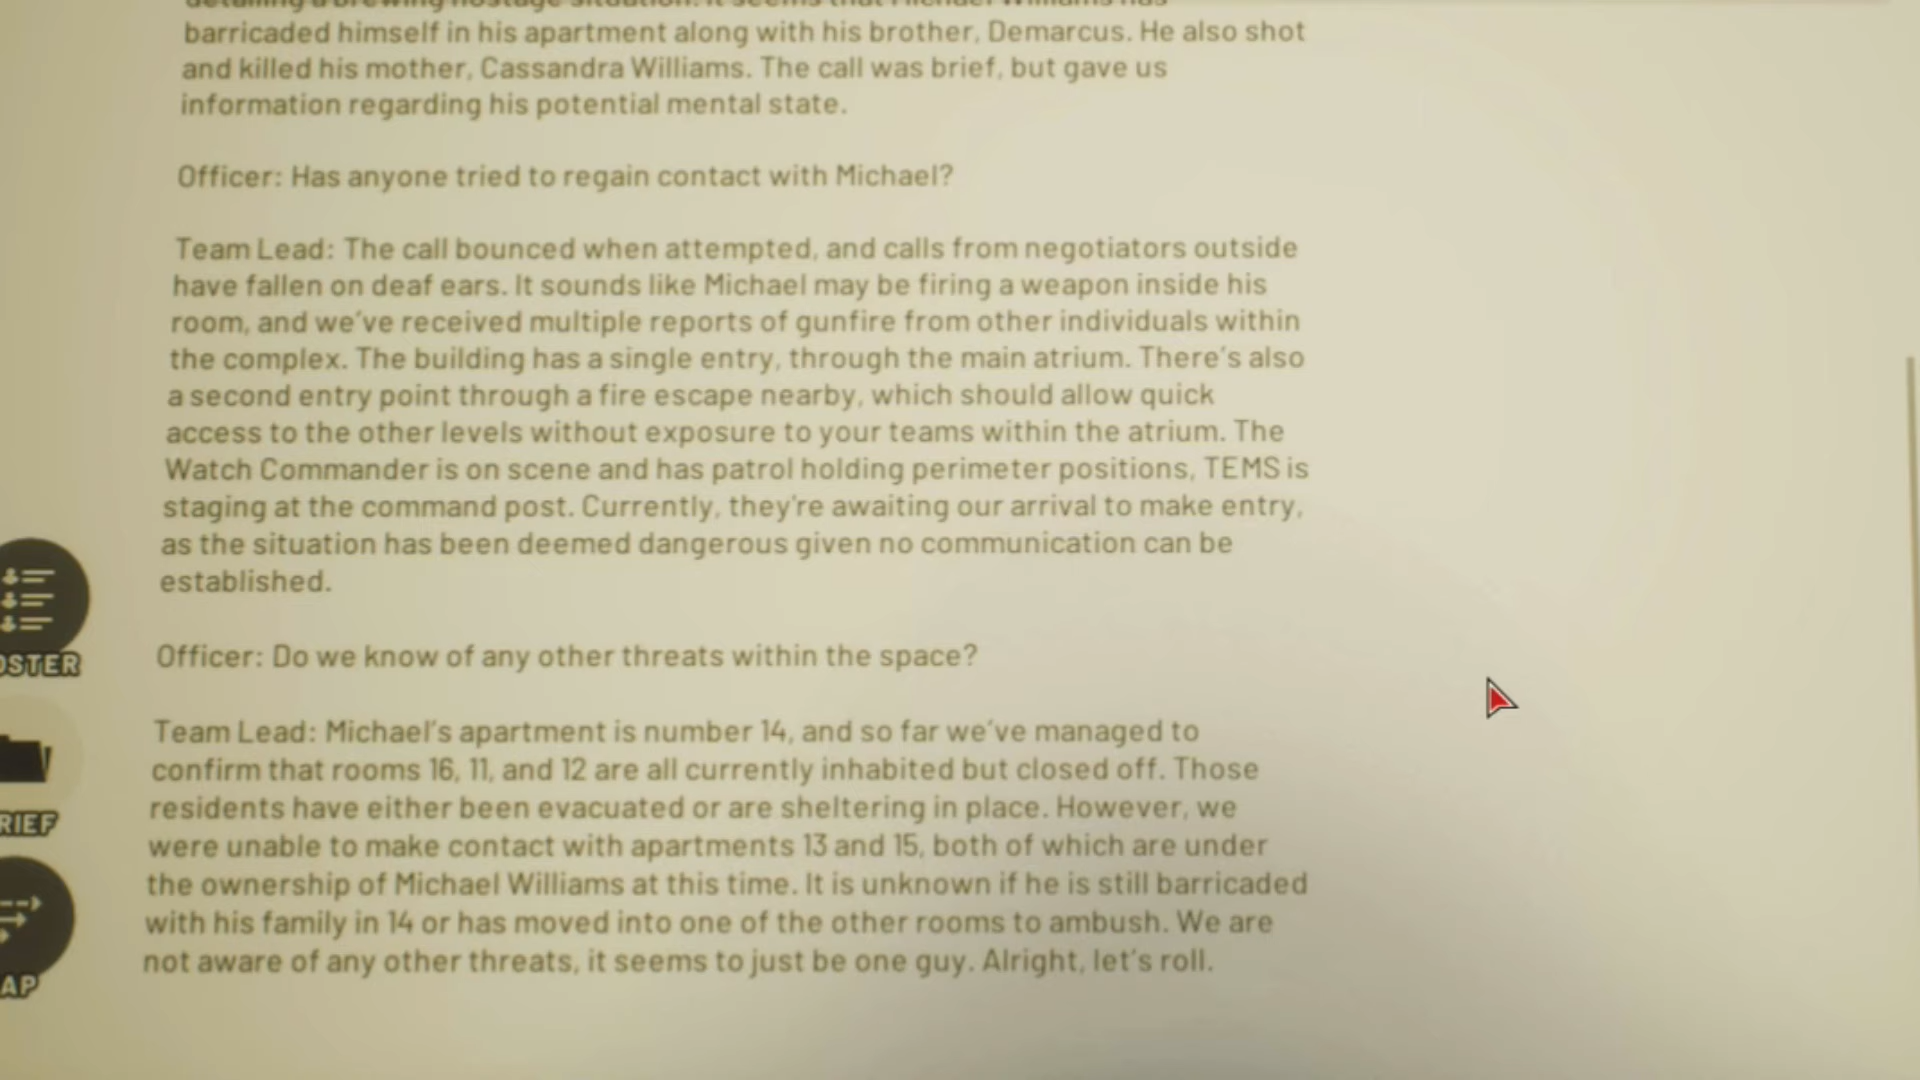 detailing a brewing hostage situation. It seems that Michael Williams has
barricaded himself in his apartment along with his brother, Demarcus. He also shot
and killed his mother, Cassandra Williams. The call was brief, but gave us
information regarding his potential mental state.
Officer: Has anyone tried to regain contact with Michael?
Team Lead: The call bounced when attempted, and calls from negotiators outside
have fallen on deaf ears. It sounds like Michael may be firing a weapon inside his
room, and we've received multiple reports of gunfire from other individuals within
the complex. The building has a single entry, through the main atrium. There's also
a second entry point through a fire escape nearby, which should allow quick
access to the other levels without exposure to your teams within the atrium. The
Watch Commander is on scene and has patrol holding perimeter positions, TEMS is
staging at the command post. Currently, they're awaiting our arrival to make entry,
as the situation has been deemed dangerous given no communication can be
established.
OSTER
Officer: Do we know of any other threats within the space?
Team Lead: Michael's apartment is number 14, and so far we've managed to
confirm that rooms 16, 11, and 12 are all currently inhabited but closed off. Those
residents have either been evacuated or are sheltering in place. However, we
RIEF
were unable to make contact with apartments 13 and 15, both of which are under
the ownership of Michael Williams at this time. It is unknown if he is still barricaded
with his family in 14 or has moved into one of the other rooms to ambush. We are
not aware of any other threats, it seems to just be one guy. Alright, let's roll.
AP